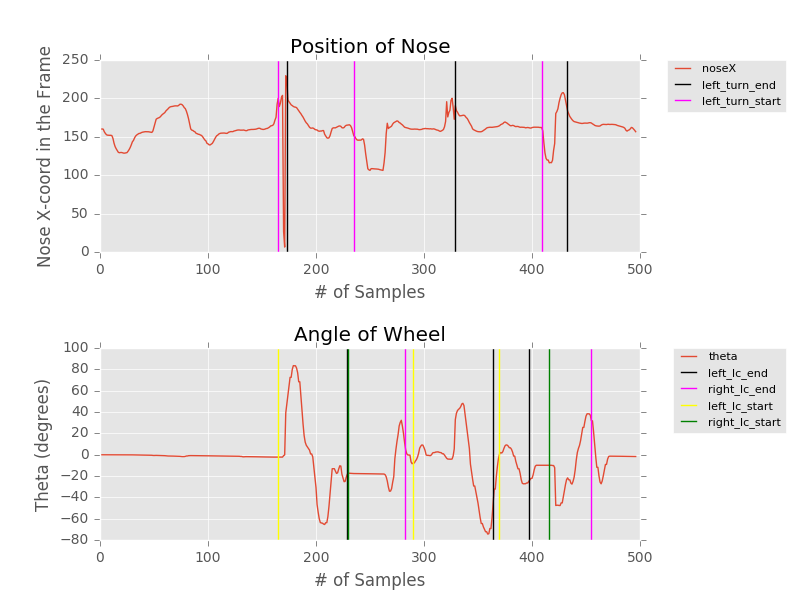 Position of Nose
Nose X-coord in the Frame
250
200
150
100
50
0
0 100 200 300 400 500
# of Samples
noseX
left_turn_end
left_turn_start
Angle of Wheel
Theta (degrees)
100
80
60
40
20
0
−20
−40
−60
−80
0 100 200 300 400 500
# of Samples
theta
left_lc_end
right_lc_end
left_lc_start
right_lc_start